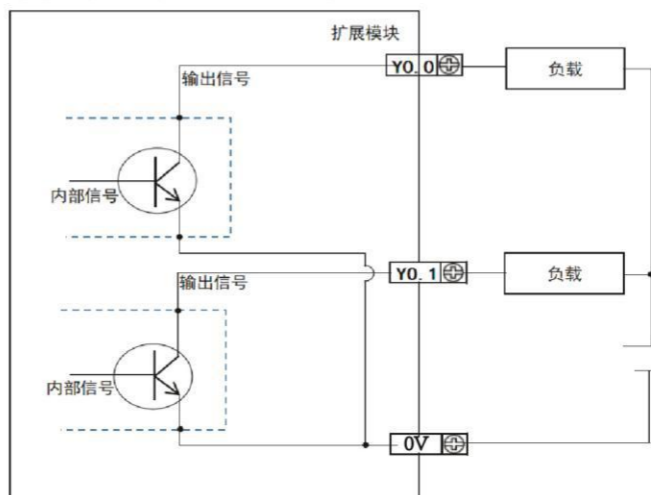 扩展模块
Y0.0
负载
输出信号
内部信号
Y0.1
负载
输出信号
内部信号
0V